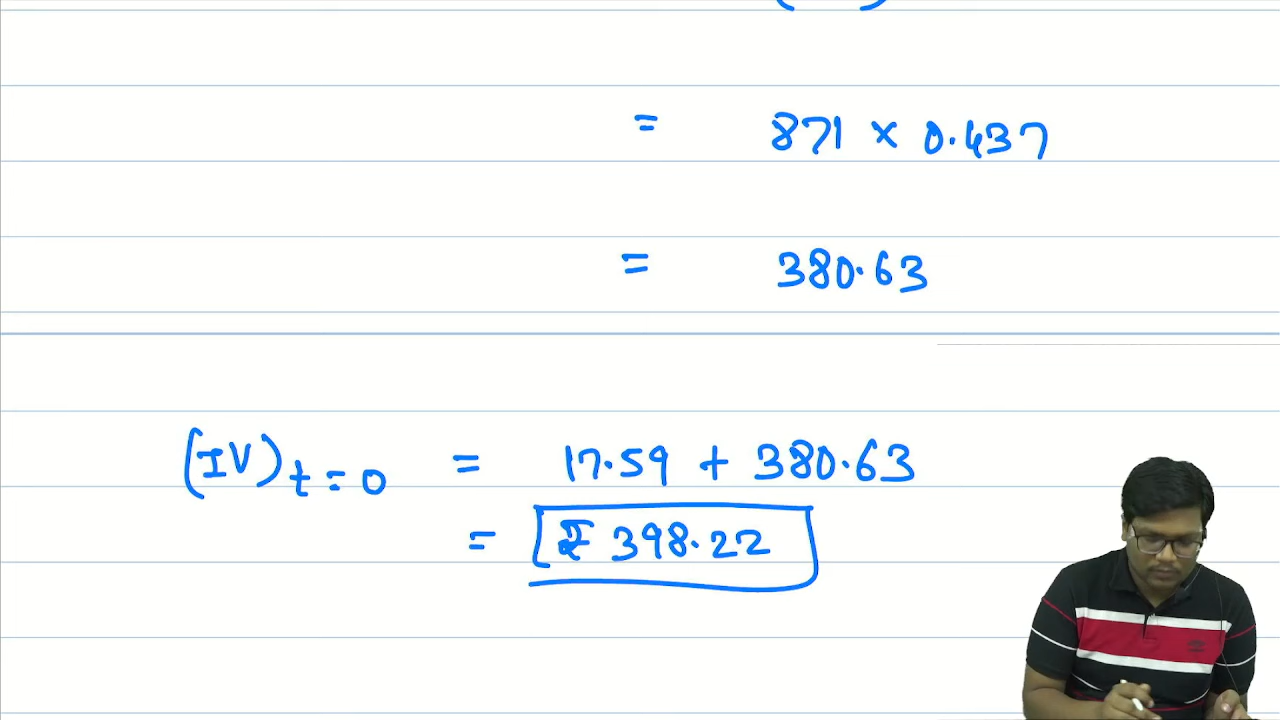 = 871 × 0.437
= 380.63
(IV)t=0 = 17.59 + 380.63
= ₹ 398.22